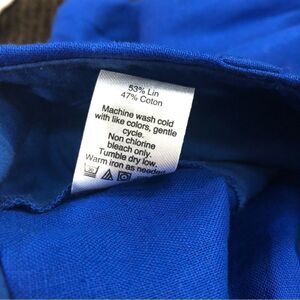 53% Lin
47% Coton
Machine wash cold
with like colors, gentle
cycle.
Non chlorine
bleach only.
Tumble dry low.
Warm iron as needed